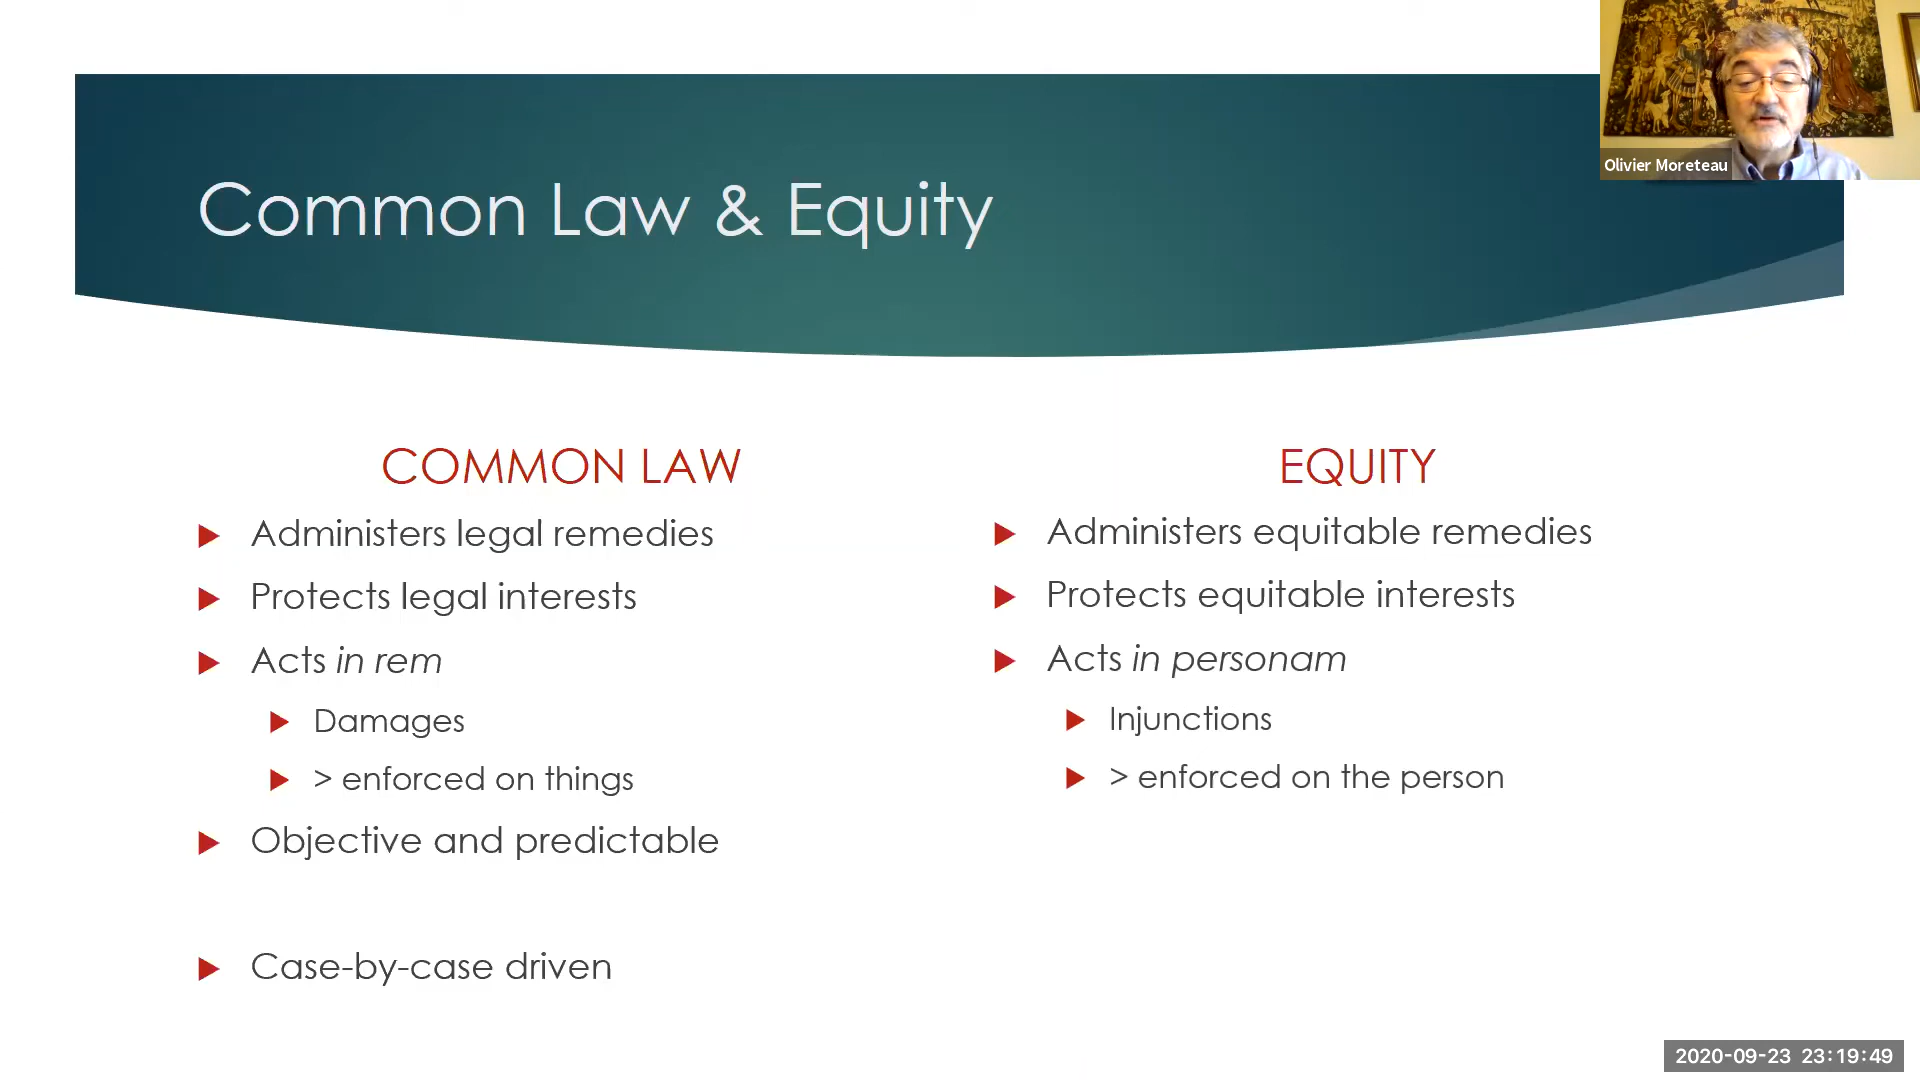 Olivier Moreteau
Common Law & Equity
COMMON LAW
Administers legal remedies
Protects legal interests
Acts in rem
Damages
> enforced on things
Objective and predictable
Case-by-case driven
EQUITY
Administers equitable remedies
Protects equitable interests
Acts in personam
Injunctions
> enforced on the person
2020-09-23 23:19:49